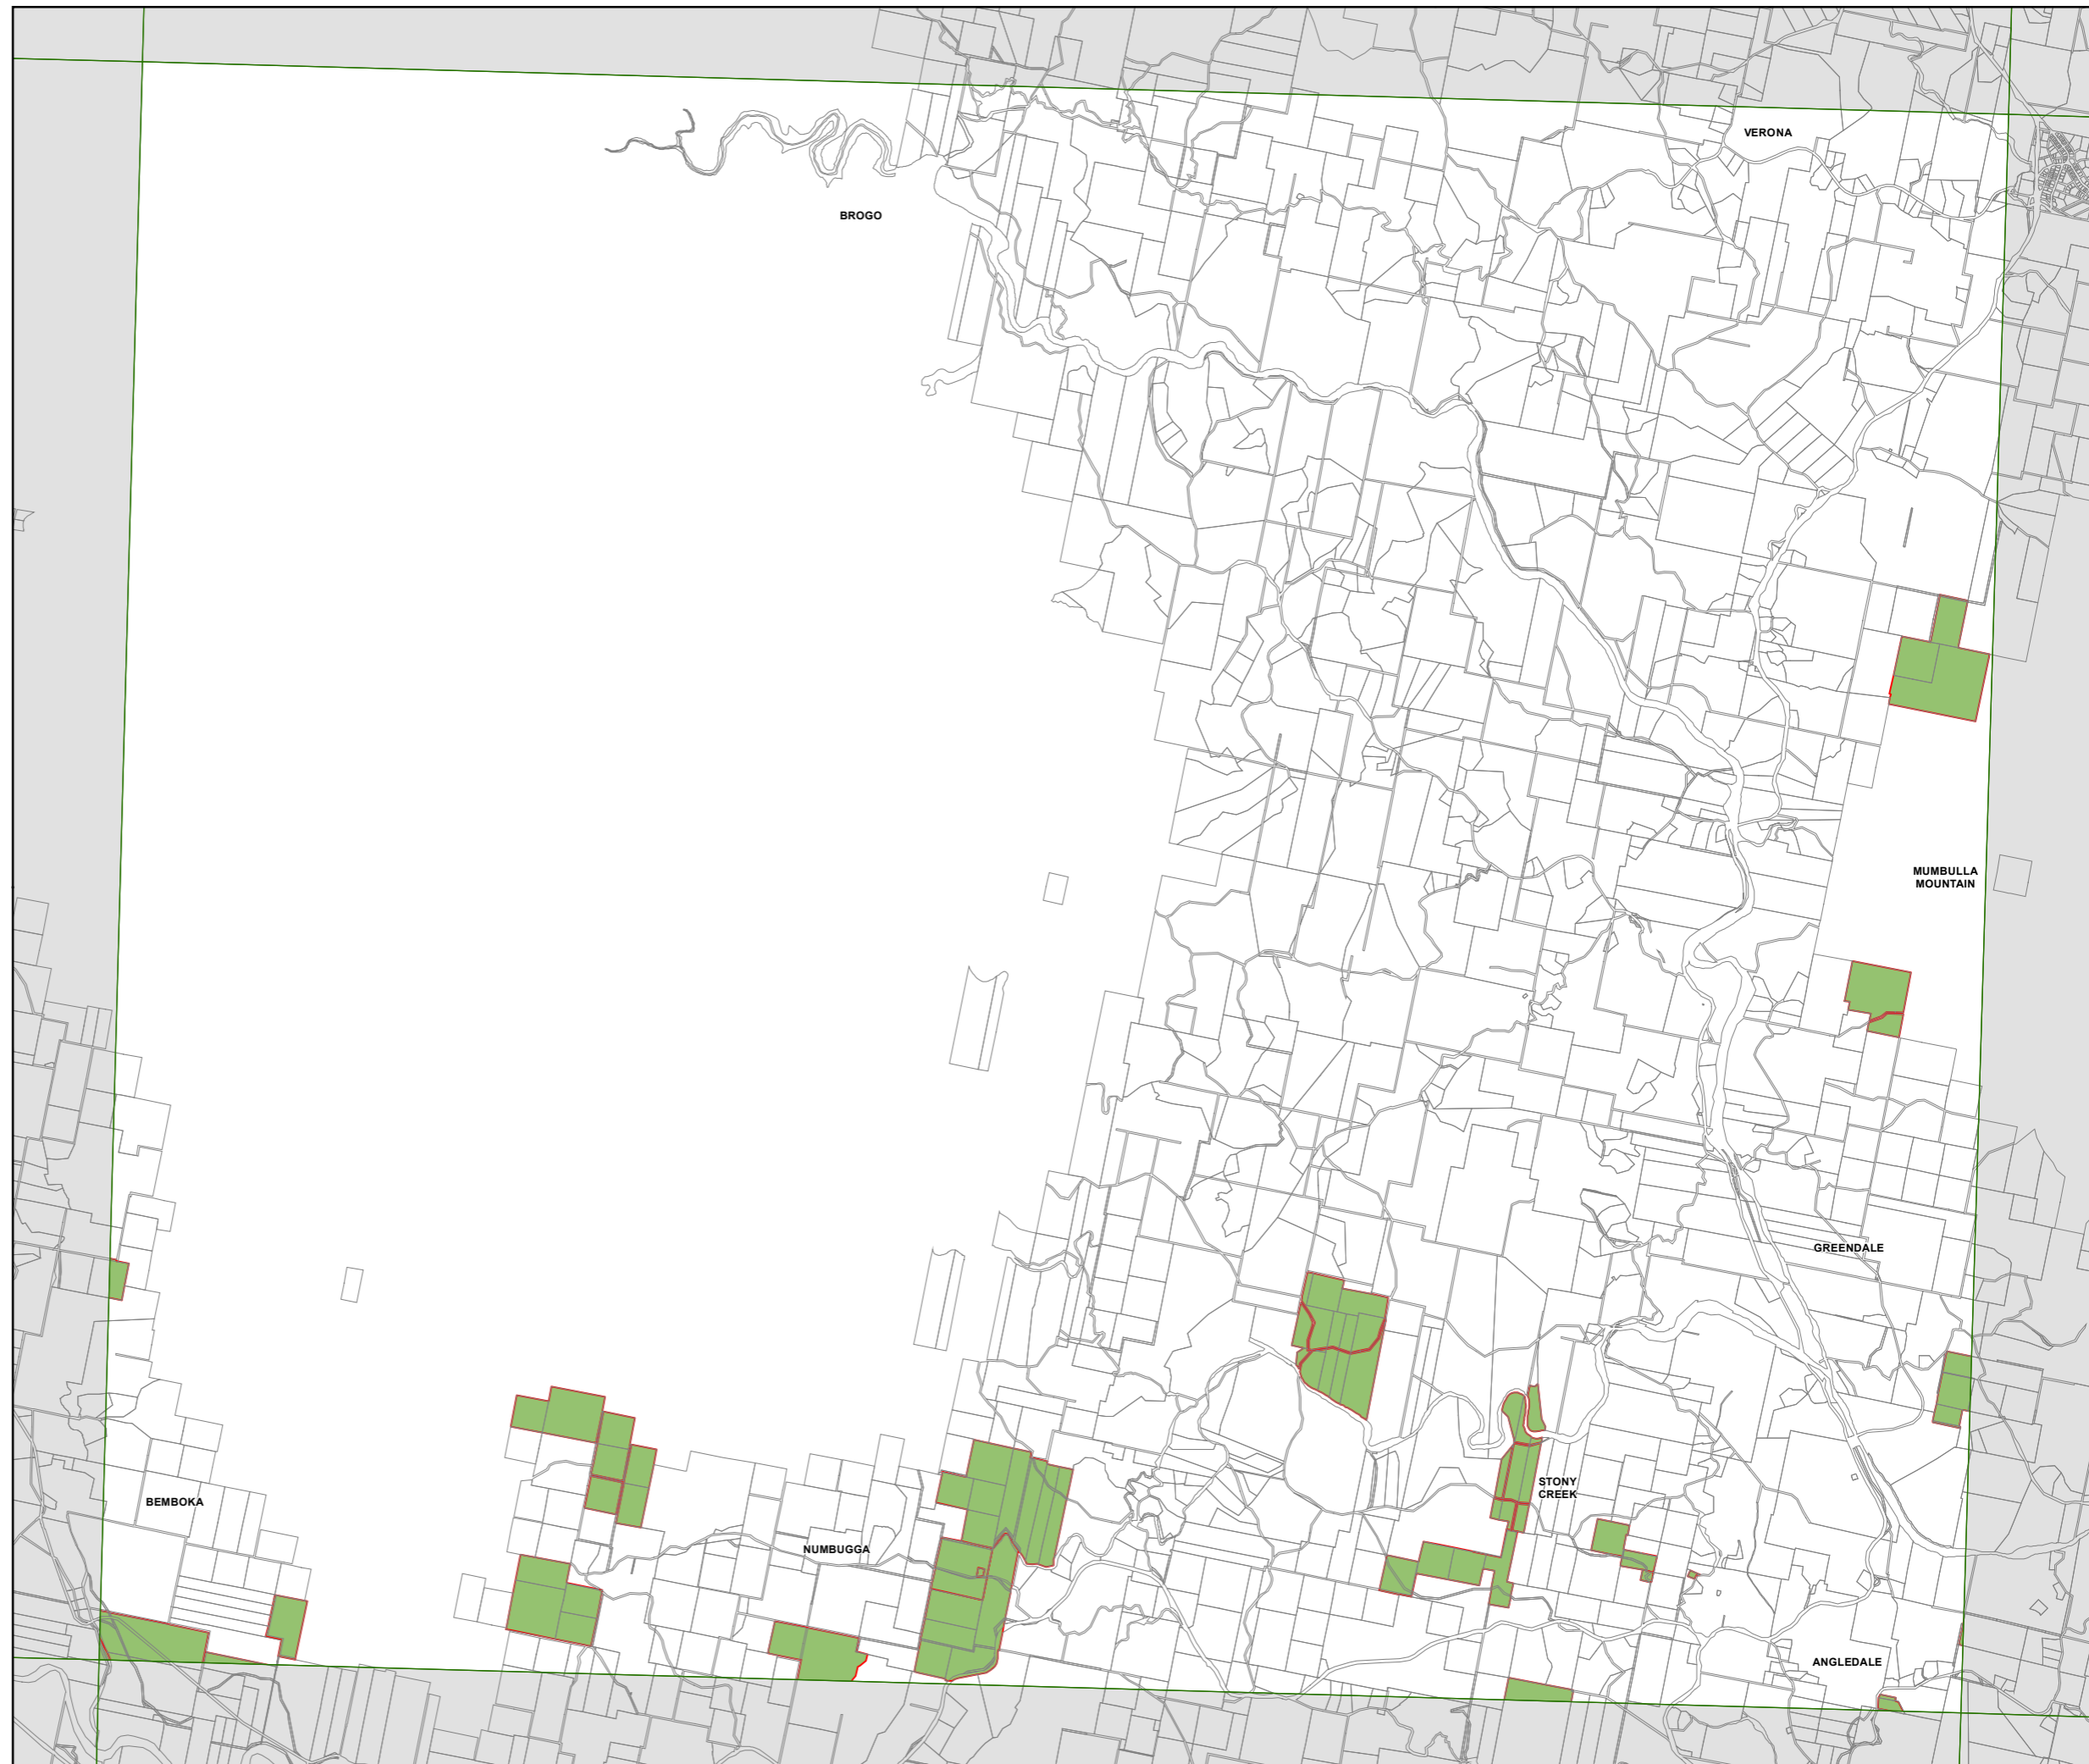 VERONA
BROGO
MUMBULLA
MOUNTAIN
GREENDALE
STONY
CREEK
BEMBOKA
NUMBUGGA
ANGLEDALE